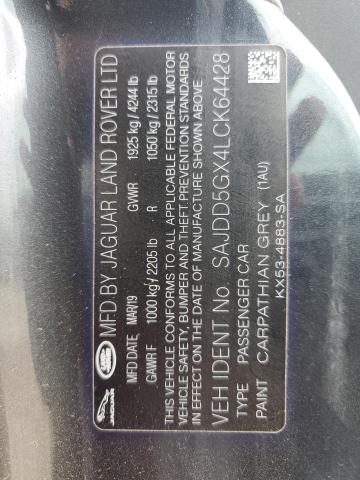 JAGUAR
LAND ROVER
MFD BY JAGUAR LAND ROVER LTD
MFD DATE MAR/19 GVWR 1925 kg / 4244 lb
GAWR F 1000 kg / 2205 lb R 1050 kg / 2315 lb
THIS VEHICLE CONFORMS TO ALL APPLICABLE FEDERAL MOTOR
VEHICLE SAFETY, BUMPER AND THEFT PREVENTION STANDARDS
IN EFFECT ON THE DATE OF MANUFACTURE SHOWN ABOVE
VEH IDENT No SAJDD5GX4LCK64428
TYPE PASSENGER CAR
PAINT CARPATHIAN GREY (1AU)
KX53-4883-SA